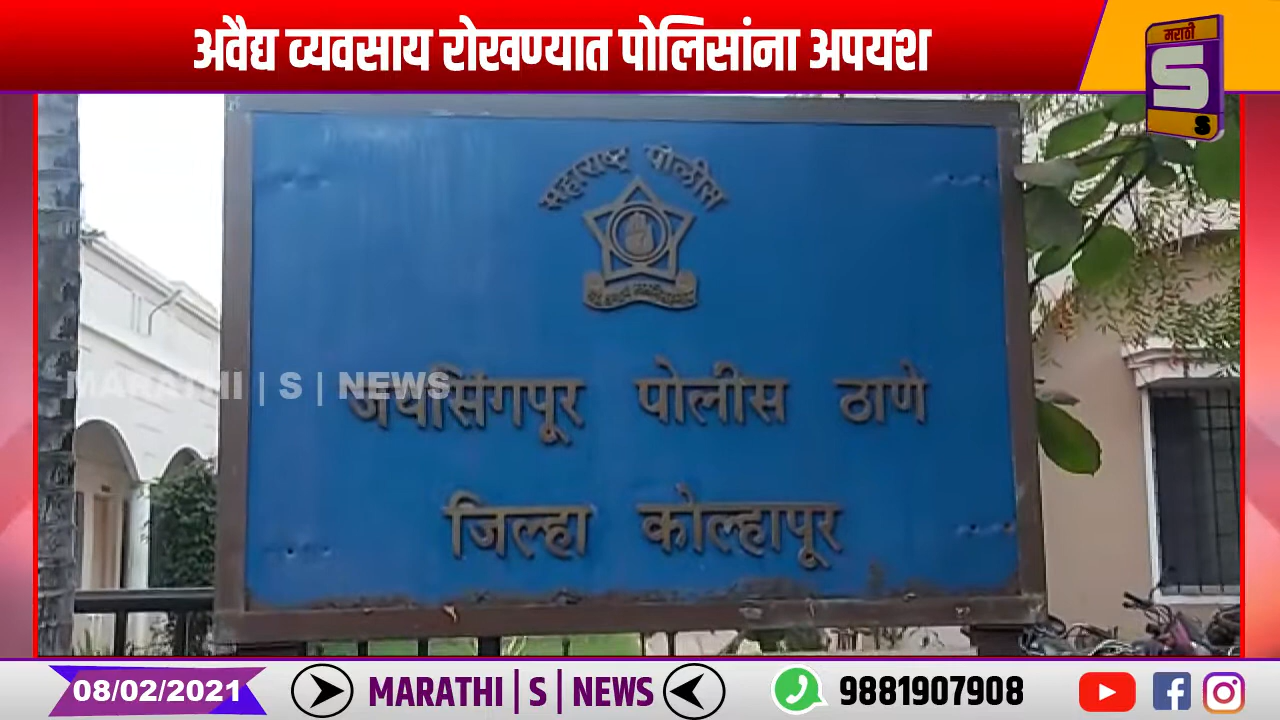 अवैद्य व्यवसाय रोखण्यात पोलिसांना अपयश
मराठी
S
S
महाराष्ट्र पोलीस
MARATHI | S | NEWS
जयसिंगपूर पोलीस ठाणे
जिल्हा कोल्हापूर
08/02/2021
MARATHI | S | NEWS
9881907908